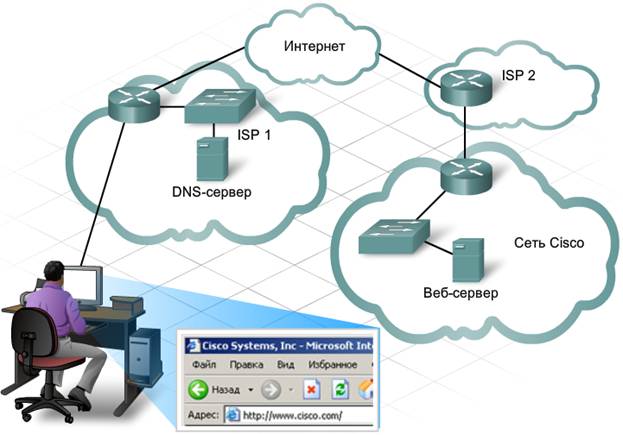 Интернет
ISP 2
ISP 1
DNS-сервер
Сеть Cisco
Веб-сервер
Cisco Systems, Inc - Microsoft Int
Файл Правка Вид Избранное
Назад
Адрес: http://www.cisco.com/